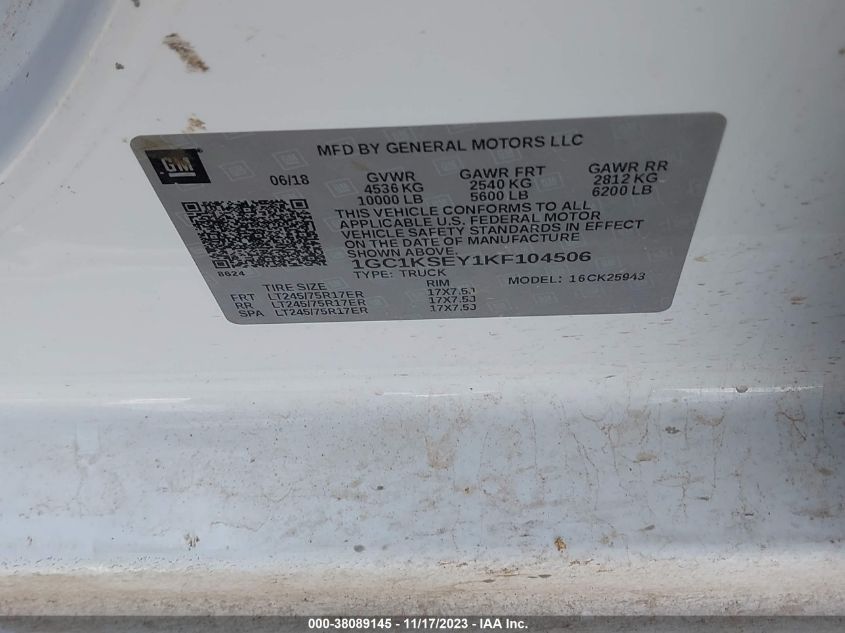 GM
MFD BY GENERAL MOTORS LLC
06/18
GVWR GAWR FRT GAWR RR
4536 KG 2540 KG 2812 KG
10000 LB 5600 LB 6200 LB
THIS VEHICLE CONFORMS TO ALL
APPLICABLE U.S. FEDERAL MOTOR
VEHICLE SAFETY STANDARDS IN EFFECT
ON THE DATE OF MANUFACTURE
SHOWN ABOVE.
8624
1GC1KSEY1KF104506
TYPE: TRUCK MODEL: 16CK25943
TIRE SIZE RIM
FRT LT245/75R17ER 17X7.5J
RR LT245/75R17ER 17X7.5J
SPA LT245/75R17ER 17X7.5J
000-38089145 - 11/17/2023 - IAA Inc.